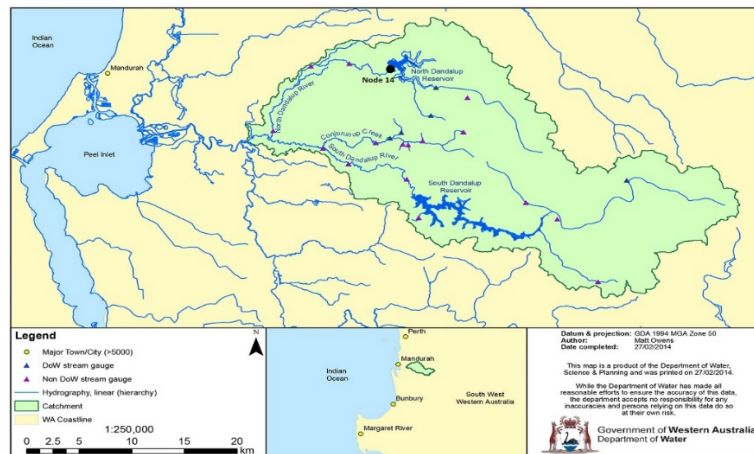 Indian
Ocean
Mandurah
Peel Inlet
North Dandalup River
Node 14
North Dandalup
Reservoir
Conjurunup Creek
South Dandalup River
South Dandalup
Reservoir
Legend
Major Town/City (>5000)
DoW stream gauge
Non DoW stream gauge
Hydrography, linear (hierarchy)
Catchment
WA Coastline
1:250,000
0 2.5 5 10 15 20
km
Perth
Mandurah
Indian
Ocean
South West
Western Australia
Bunbury
Margaret River
Datum & projection: GDA 1994 MGA Zone 50
Author: Matt Owens
Date completed: 27/02/2014
This map is a product of the Department of Water,
Science & Planning and was printed on 27/02/2014.
While the Department of Water has made all
reasonable efforts to ensure the accuracy of this data,
the department accepts no responsibility for any
inaccuracies and persons relying on this data do so
at their own risk.
Government of Western Australia
Department of Water